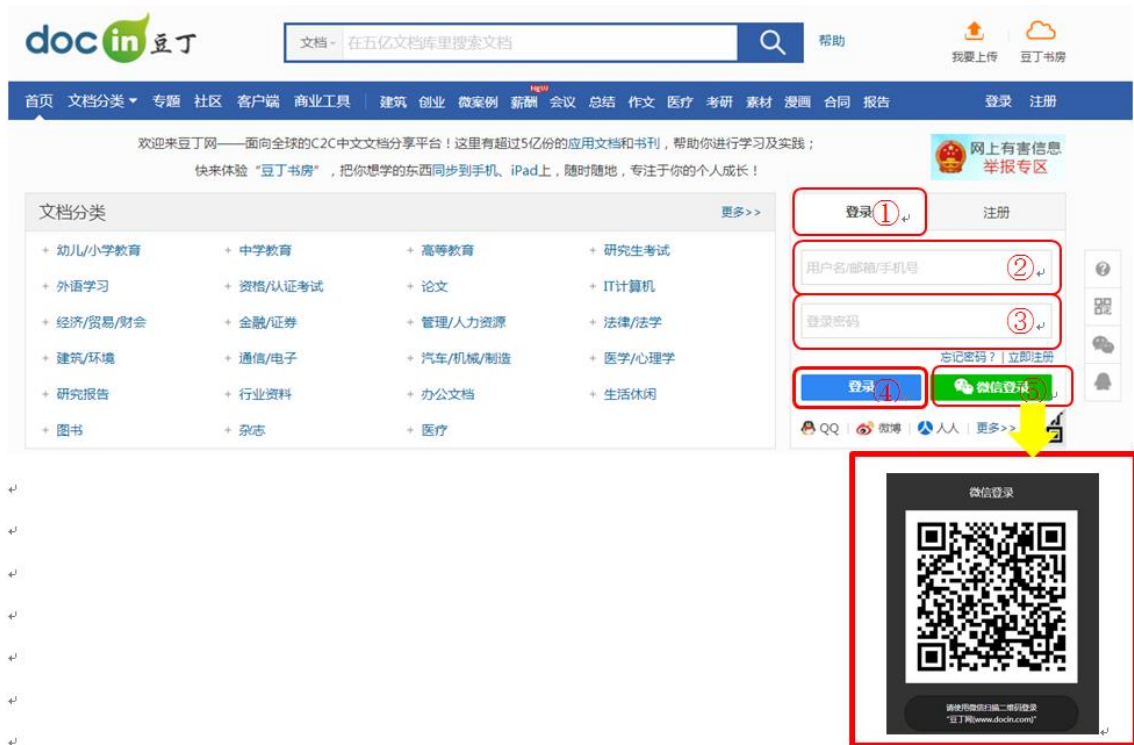 docin豆丁
文档 在五亿文档库里搜索文档
帮助
我要上传 豆丁书房
首页 文档分类 专题 社区 客户端 商业工具 建筑 创业 微案例 薪酬 NEW 会议 总结 作文 医疗 考研 素材 漫画 合同 报告 登录 注册
欢迎来豆丁网——面向全球的C2C中文文档分享平台！这里有超过5亿份的应用文档和书刊，帮助你进行学习及实践；
快来体验“豆丁书房”，把你想学的东西同步到手机、iPad上，随时随地，专注于你的个人成长！
网上有害信息
举报专区
文档分类 更多>>
+ 幼儿/小学教育 + 中学教育 + 高等教育 + 研究生考试
+ 外语学习 + 资格/认证考试 + 论文 + IT计算机
+ 经济/贸易/财会 + 金融/证券 + 管理/人力资源 + 法律/法学
+ 建筑/环境 + 通信/电子 + 汽车/机械/制造 + 医学/心理学
+ 研究报告 + 行业资料 + 办公文档 + 生活休闲
+ 图书 + 杂志 + 医疗
登录① 注册
用户名/邮箱/手机号 ②
登录密码 ③
忘记密码？ | 立即注册
登录④ 微信登录⑤
QQ | 微博 | 人人 | 更多>>
微信登录
请使用微信扫描二维码登录
“豆丁网(www.docin.com)”